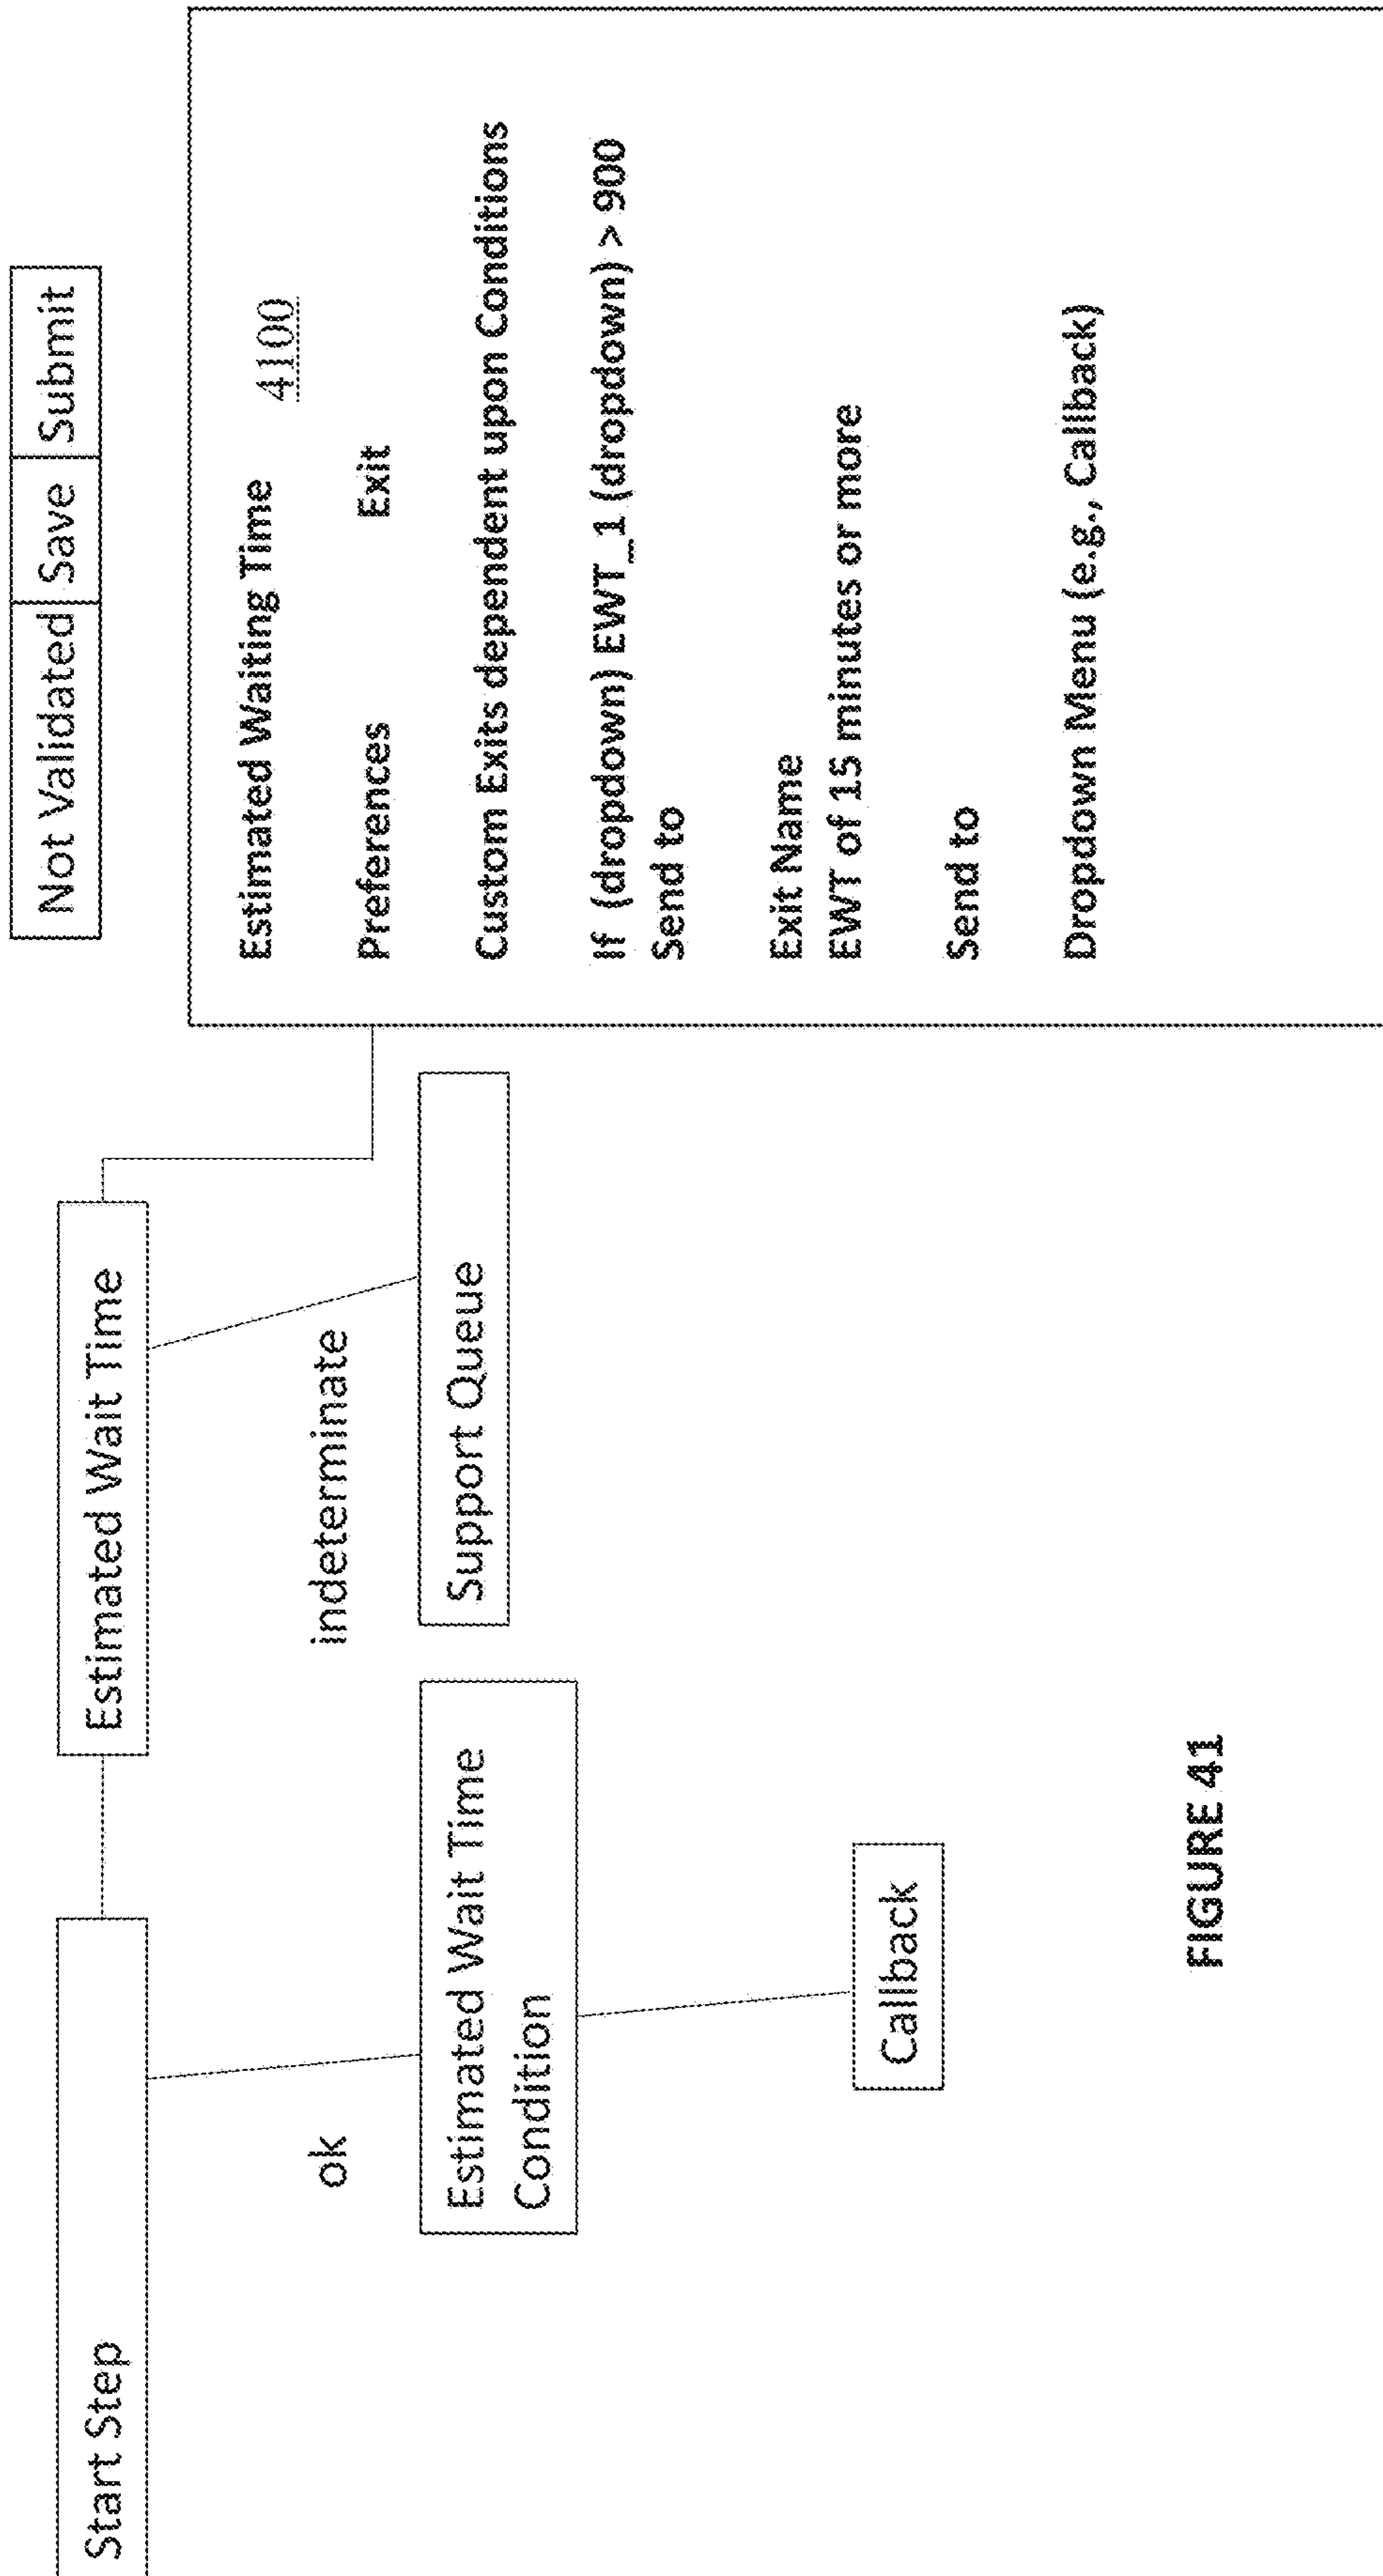 Not Validated Save Submit
Start Step
Estimated Wait Time
ok
indeterminate
Estimated Wait Time
Condition
Support Queue
Callback
Estimated Waiting Time 4100
Preferences Exit
Custom Exits dependent upon Conditions
If (dropdown) EWT_1 (dropdown) > 900
Send to
Exit Name
EWT of 15 minutes or more
Send to
Dropdown Menu (e.g., Callback)
FIGURE 41